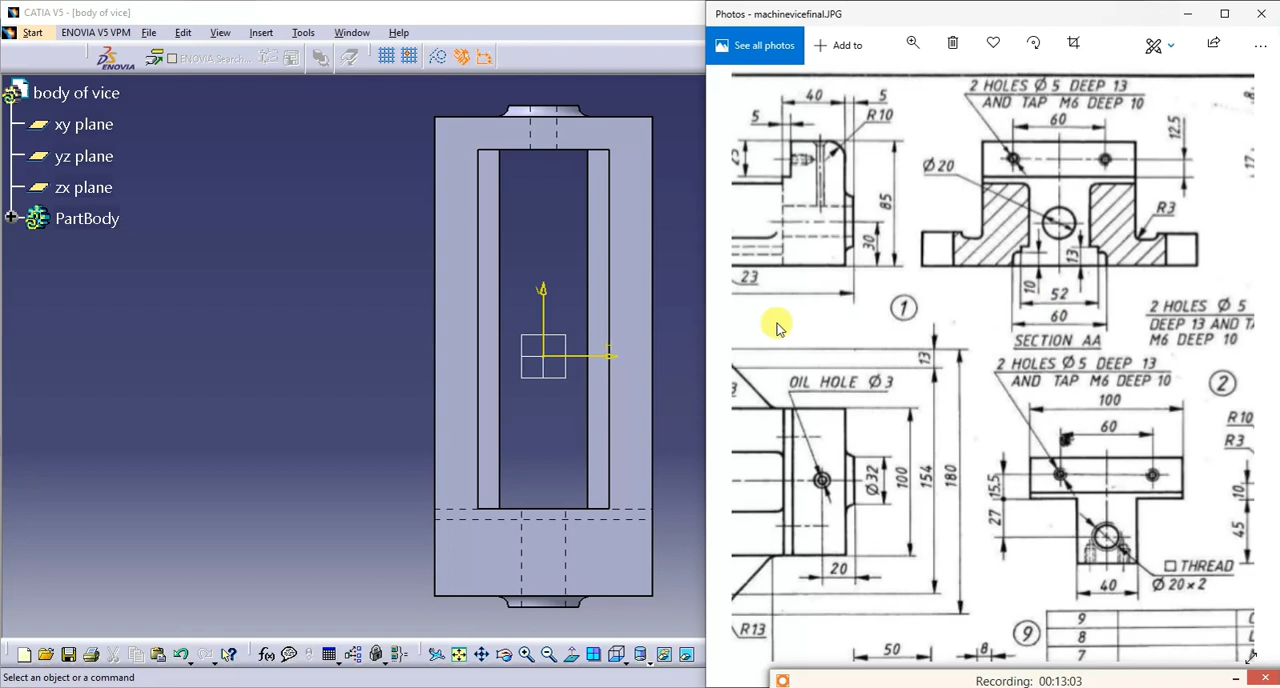 CATIA V5 - [body of vice]
Start ENOVIA V5 VPM File Edit View Insert Tools Window Help
ENOVIA
ENOVIA Search...
body of vice
xy plane
yz plane
zx plane
PartBody
Select an object or a command
Photos - machinevicefinal.JPG
See all photos
Add to
2 HOLES Ø 5 DEEP 13
AND TAP M6 DEEP 10
40 5
5
R10
60
12.5
Ø20
85
R3
30
13
10
23
52
60
1
SECTION AA
2 HOLES Ø 5
DEEP 13 AND
M6 DEEP 10
13
2 HOLES Ø5 DEEP 13
AND TAP M6 DEEP 10
2
OIL HOLE Ø3
100
60
R10
R3
15.5
10
27
45
Ø32
100
154
180
THREAD
Ø 20×2
20
40
R13
9
9
8
7
50
8
Recording: 00:13:03